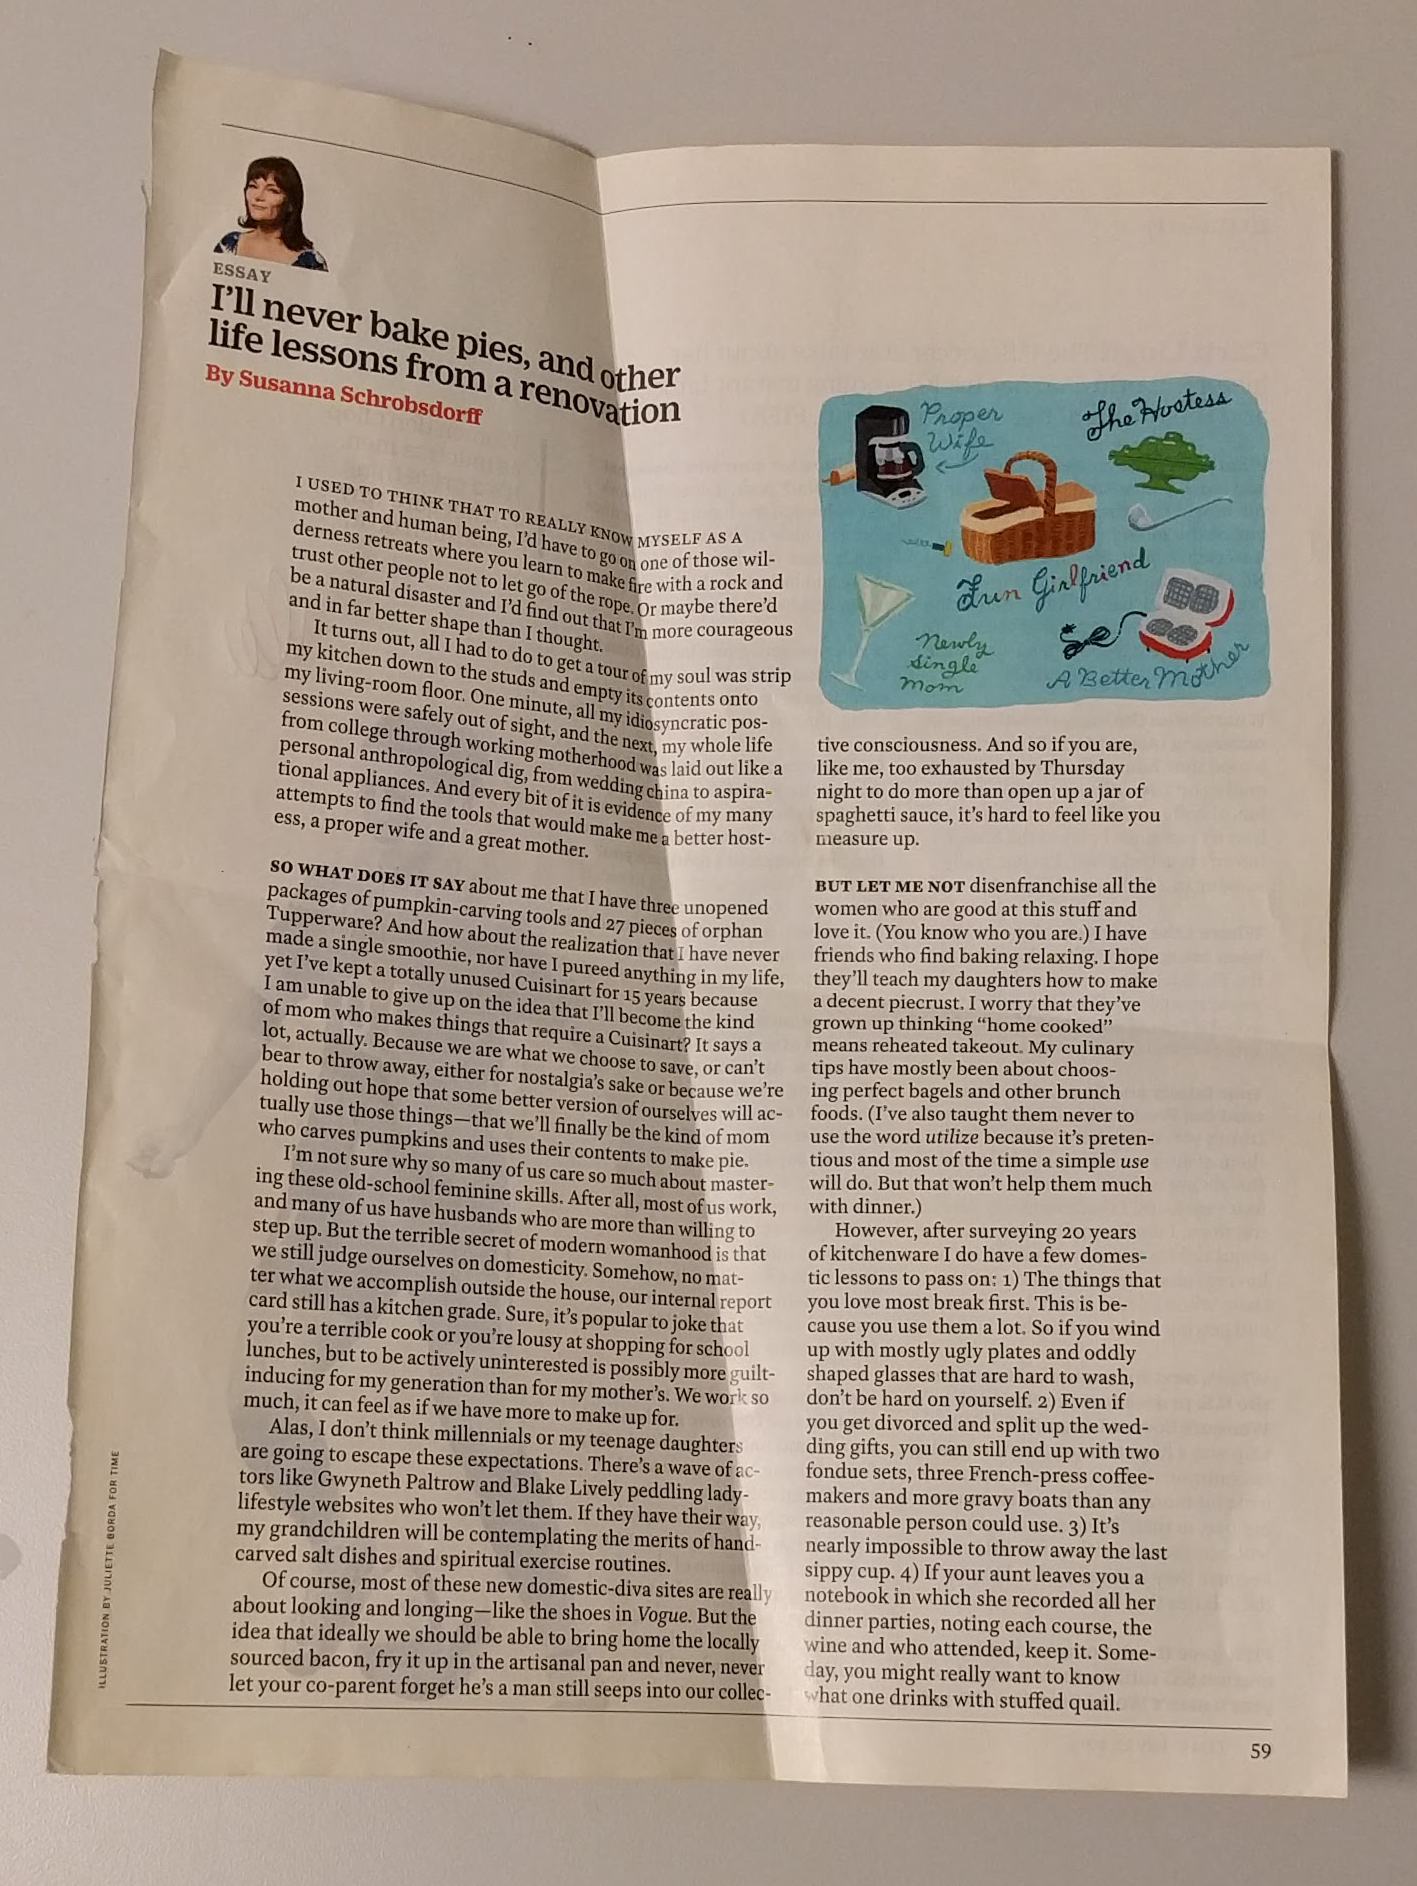 ESSAY
I'll never bake pies, and other
life lessons from a renovation
By Susanna Schrobsdorff
I USED TO THINK THAT TO REALLY KNOW MYSELF AS A
mother and human being, I'd have to go on one of those wil-
derness retreats where you learn to make fire with a rock and
trust other people not to let go of the rope. Or maybe there'd
be a natural disaster and I'd find out that I'm more courageous
and in far better shape than I thought.
It turns out, all I had to do to get a tour of my soul was strip
my kitchen down to the studs and empty its contents onto
my living-room floor. One minute, all my idiosyncratic pos-
sessions were safely out of sight, and the next, my whole life
from college through working motherhood was laid out like a
personal anthropological dig, from wedding china to aspira-
tional appliances. And every bit of it is evidence of my many
attempts to find the tools that would make me a better host-
ess, a proper wife and a great mother.
SO WHAT DOES IT SAY about me that I have three unopened
packages of pumpkin-carving tools and 27 pieces of orphan
Tupperware? And how about the realization that I have never
made a single smoothie, nor have I pureed anything in my life,
yet I've kept a totally unused Cuisinart for 15 years because
I am unable to give up on the idea that I'll become the kind
of mom who makes things that require a Cuisinart? It says a
lot, actually. Because we are what we choose to save, or can't
bear to throw away, either for nostalgia's sake or because we're
holding out hope that some better version of ourselves will ac-
tually use those things—that we'll finally be the kind of mom
who carves pumpkins and uses their contents to make pie.
I'm not sure why so many of us care so much about master-
ing these old-school feminine skills. After all, most of us work,
and many of us have husbands who are more than willing to
step up. But the terrible secret of modern womanhood is that
we still judge ourselves on domesticity. Somehow, no mat-
ter what we accomplish outside the house, our internal report
card still has a kitchen grade. Sure, it's popular to joke that
you're a terrible cook or you're lousy at shopping for school
lunches, but to be actively uninterested is possibly more guilt-
inducing for my generation than for my mother's. We work so
much, it can feel as if we have more to make up for.
Alas, I don't think millennials or my teenage daughters
are going to escape these expectations. There's a wave of ac-
tors like Gwyneth Paltrow and Blake Lively peddling lady-
lifestyle websites who won't let them. If they have their way,
my grandchildren will be contemplating the merits of hand-
carved salt dishes and spiritual exercise routines.
Of course, most of these new domestic-diva sites are really
about looking and longing—like the shoes in Vogue. But the
idea that ideally we should be able to bring home the locally
sourced bacon, fry it up in the artisanal pan and never, never
let your co-parent forget he's a man still seeps into our collec-
Proper
Wife
The Hostess
Fun Girlfriend
Newly
Single
Mom
A Better Mother
tive consciousness. And so if you are,
like me, too exhausted by Thursday
night to do more than open up a jar of
spaghetti sauce, it's hard to feel like you
measure up.
BUT LET ME NOT disenfranchise all the
women who are good at this stuff and
love it. (You know who you are.) I have
friends who find baking relaxing. I hope
they'll teach my daughters how to make
a decent piecrust. I worry that they've
grown up thinking “home cooked”
means reheated takeout. My culinary
tips have mostly been about choos-
ing perfect bagels and other brunch
foods. (I've also taught them never to
use the word utilize because it's preten-
tious and most of the time a simple use
will do. But that won't help them much
with dinner.)
However, after surveying 20 years
of kitchenware I do have a few domes-
tic lessons to pass on: 1) The things that
you love most break first. This is be-
cause you use them a lot. So if you wind
up with mostly ugly plates and oddly
shaped glasses that are hard to wash,
don't be hard on yourself. 2) Even if
you get divorced and split up the wed-
ding gifts, you can still end up with two
fondue sets, three French-press coffee-
makers and more gravy boats than any
reasonable person could use. 3) It's
nearly impossible to throw away the last
sippy cup. 4) If your aunt leaves you a
notebook in which she recorded all her
dinner parties, noting each course, the
wine and who attended, keep it. Some-
day, you might really want to know
what one drinks with stuffed quail.
ILLUSTRATION BY JULIETTE BORDA FOR TIME
59